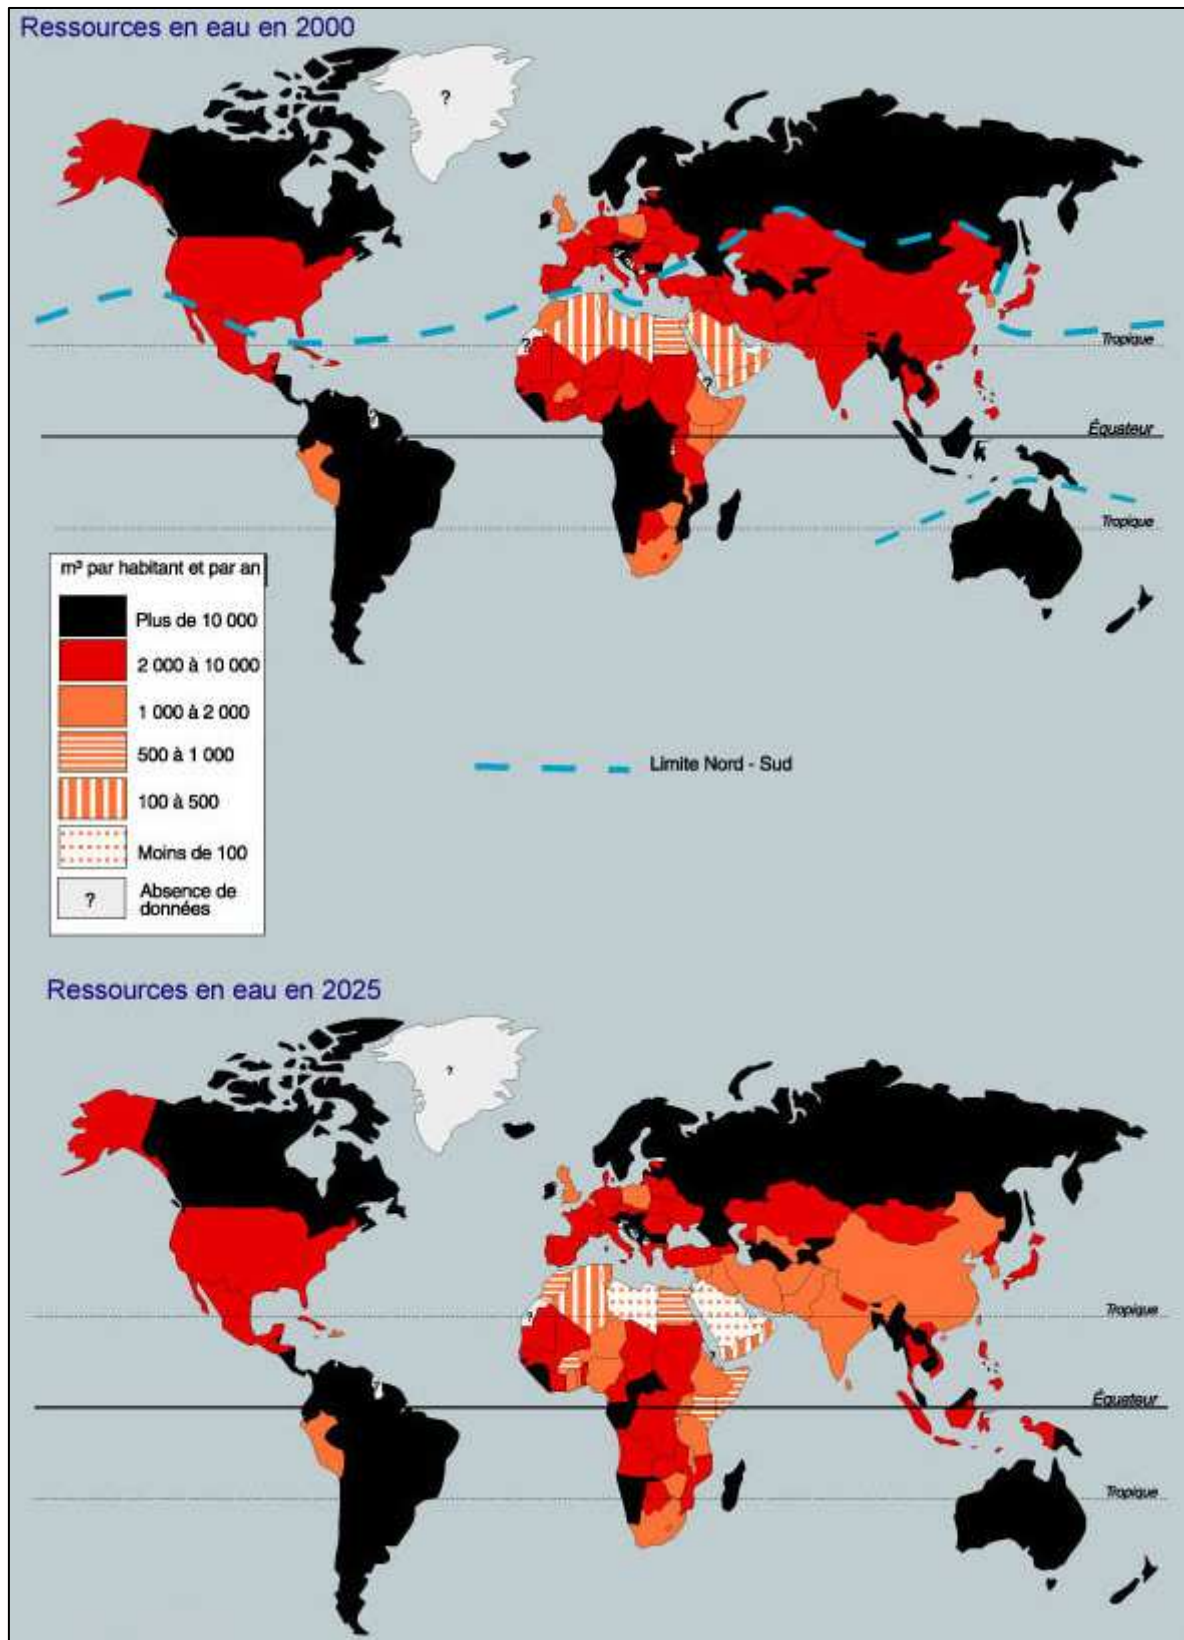 Ressources en eau en 2000
?
?
?
?
Tropique
Équateur
Tropique
m³ par habitant et par an
Plus de 10 000
2 000 à 10 000
1 000 à 2 000
500 à 1 000
100 à 500
Moins de 100
?
Absence de
données
Limite Nord - Sud
Ressources en eau en 2025
?
?
?
?
Tropique
Équateur
Tropique